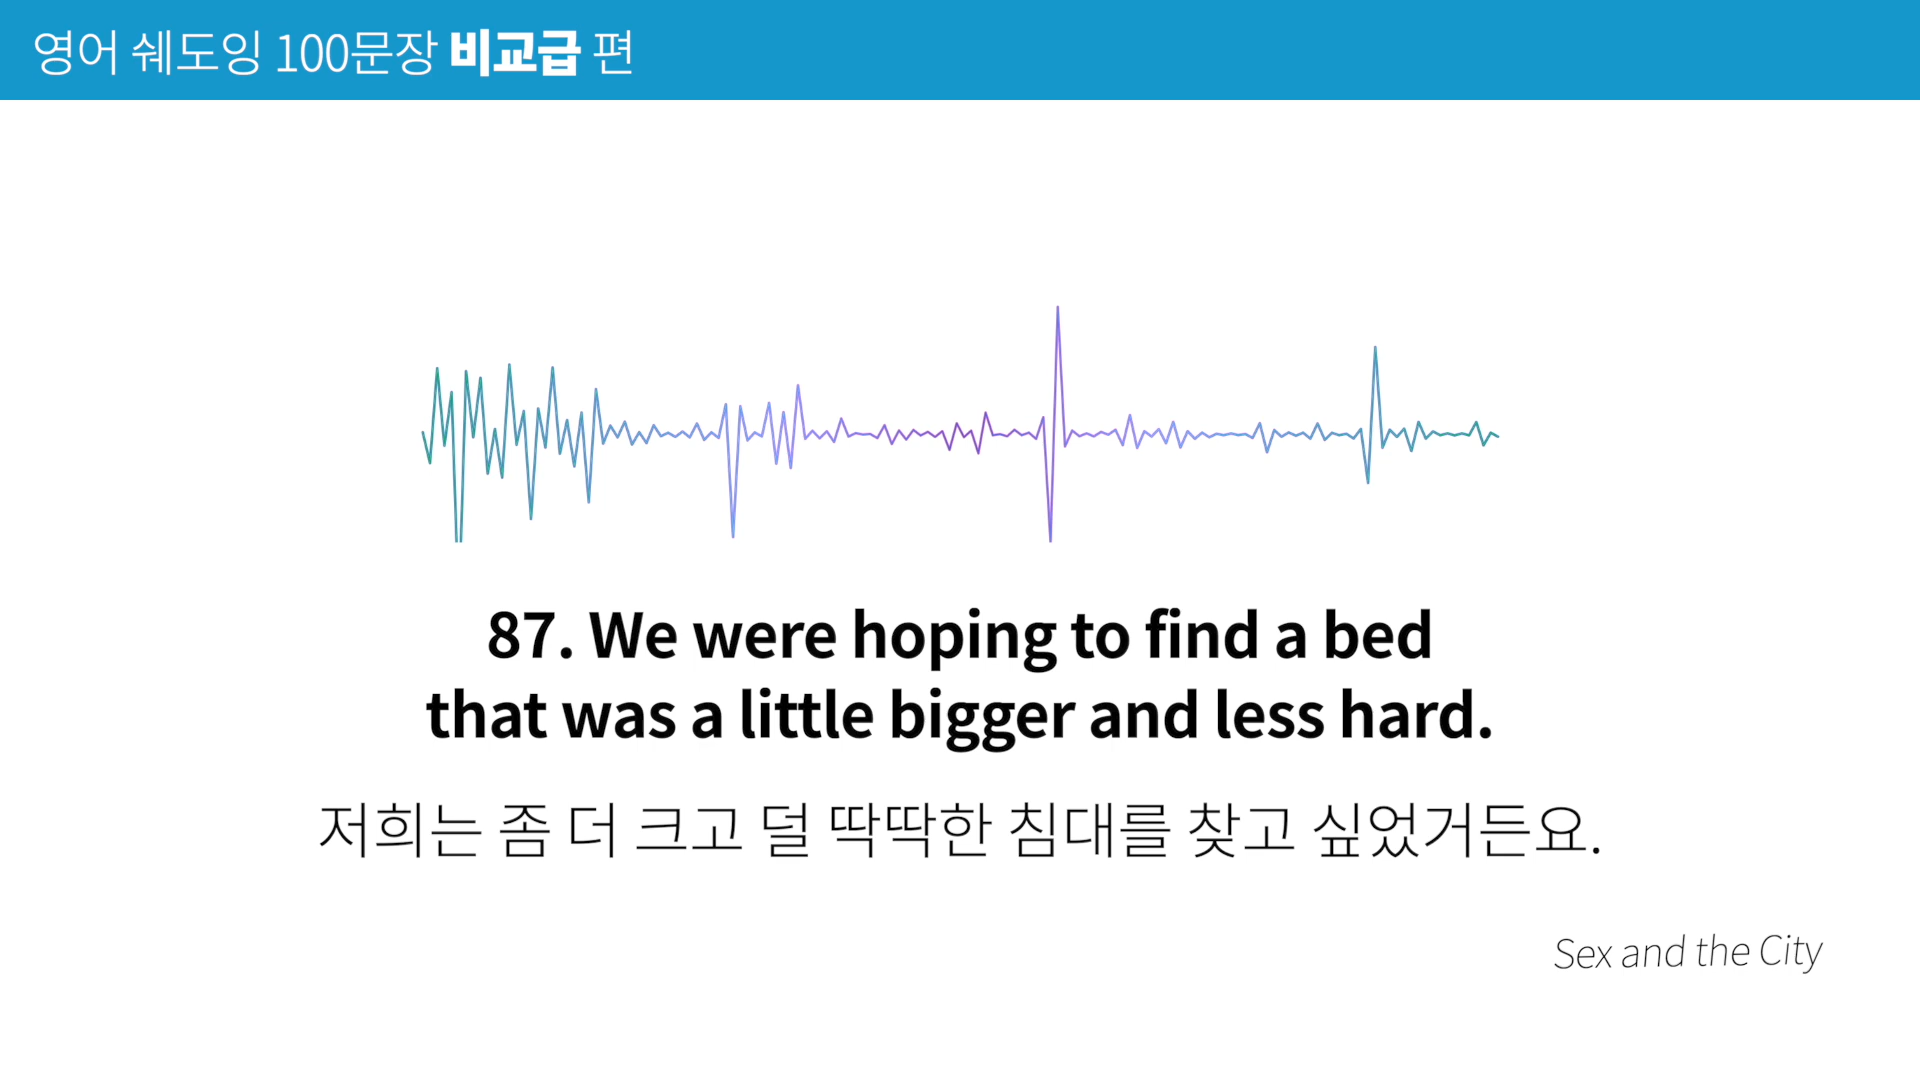 영어 쉐도잉 100문장 비교급 편
87. We were hoping to find a bed
that was a little bigger and less hard.
저희는 좀 더 크고 덜 딱딱한 침대를 찾고 싶었거든요.
Sex and the City